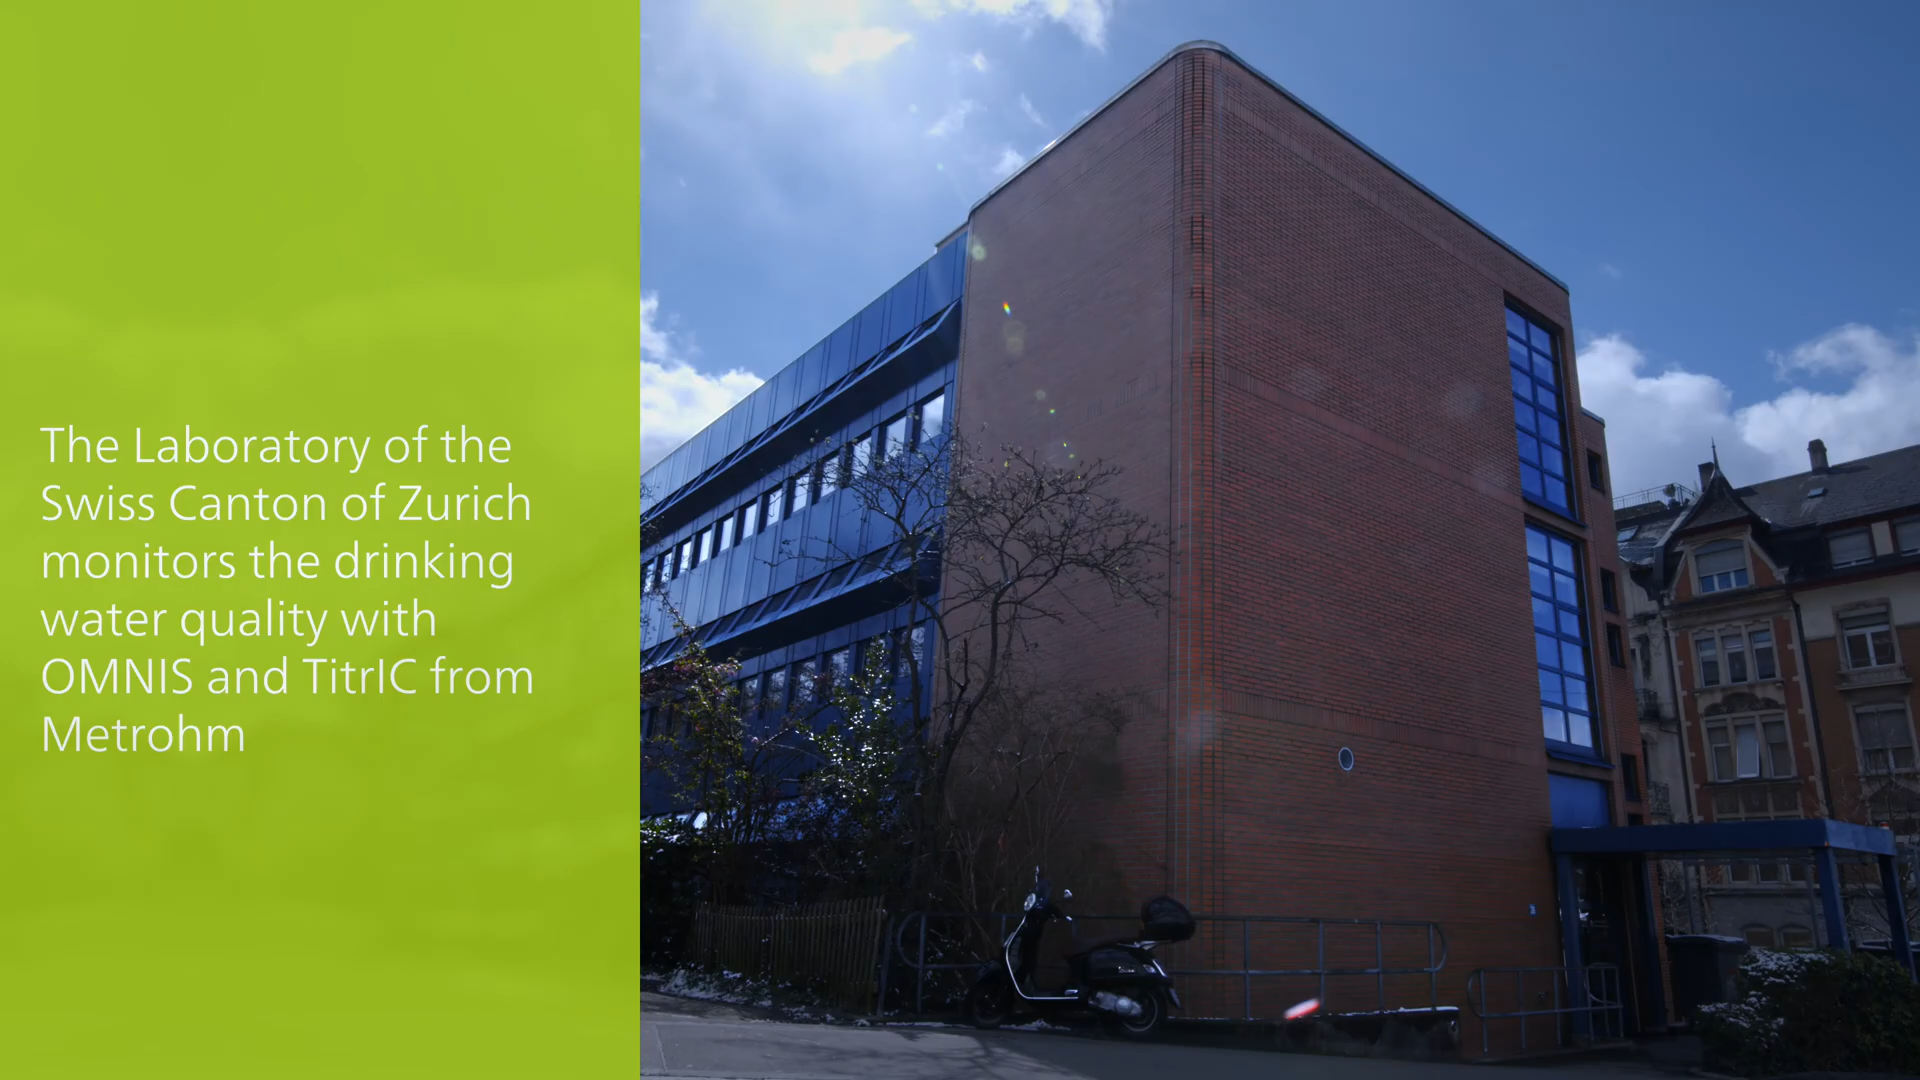 The Laboratory of the
Swiss Canton of Zurich
monitors the drinking
water quality with
OMNIS and TitrIC from
Metrohm